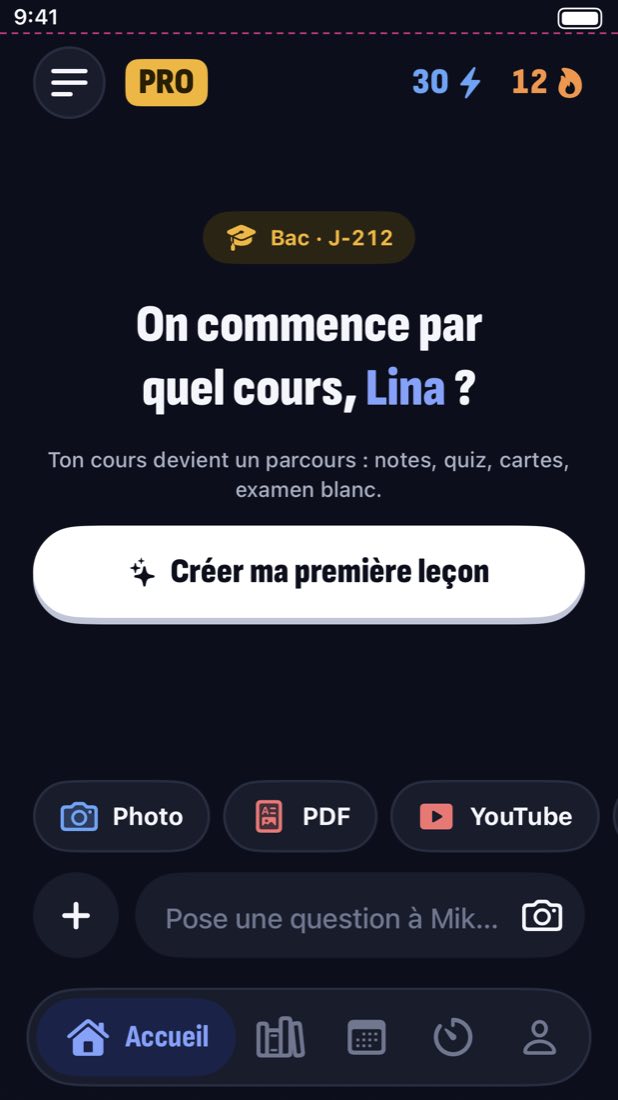 9:41
PRO
30
12
Bac · J-212
On commence par
quel cours, Lina ?
Ton cours devient un parcours : notes, quiz, cartes,
examen blanc.
Créer ma première leçon
Photo
PDF
YouTube
Pose une question à Mik...
Accueil